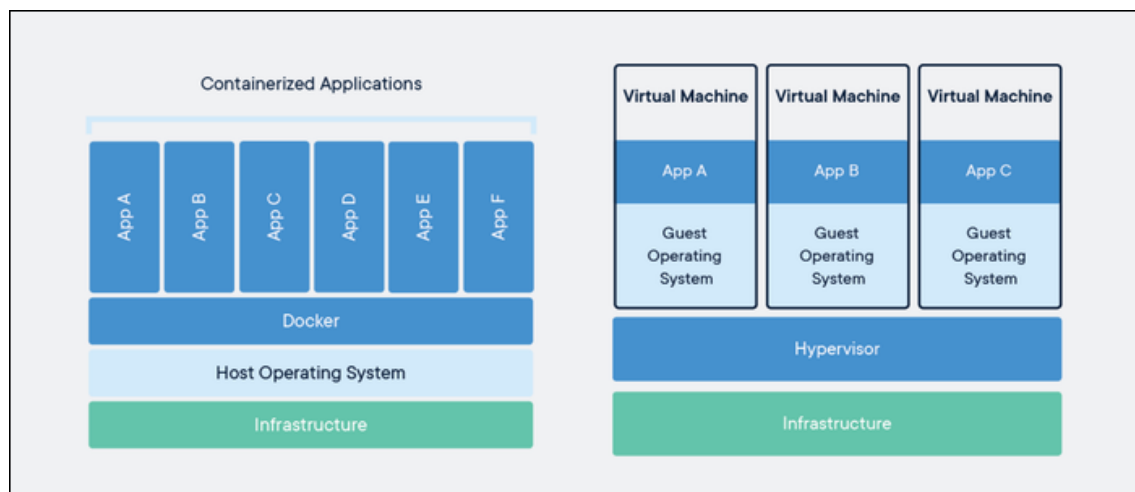 Containerized Applications
App A
App B
App C
App D
App E
App F
Docker
Host Operating System
Infrastructure
Virtual Machine
App A
Guest
Operating
System
Virtual Machine
App B
Guest
Operating
System
Virtual Machine
App C
Guest
Operating
System
Hypervisor
Infrastructure